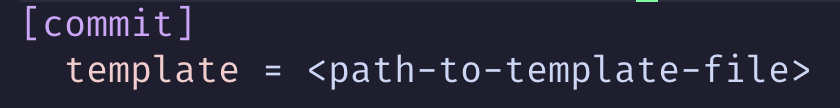 [commit]
  template = <path-to-template-file>